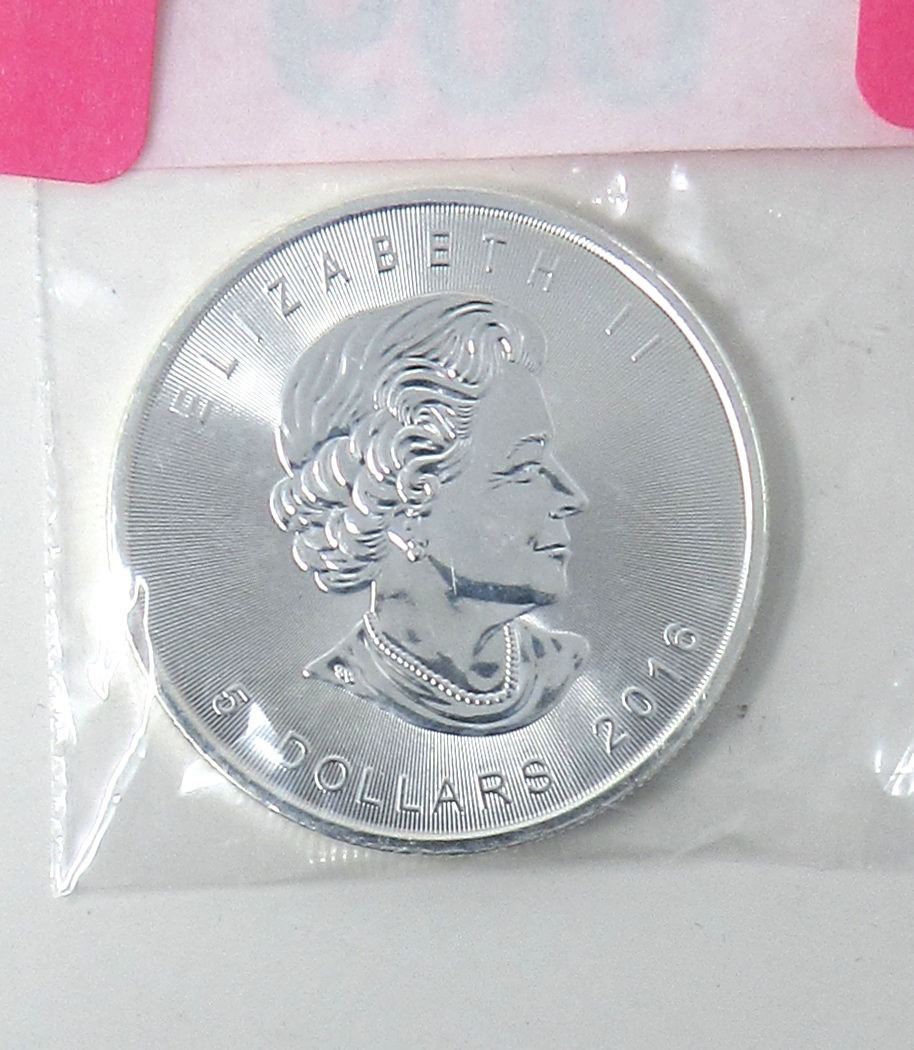 ELIZABETH II
5 DOLLARS 2016